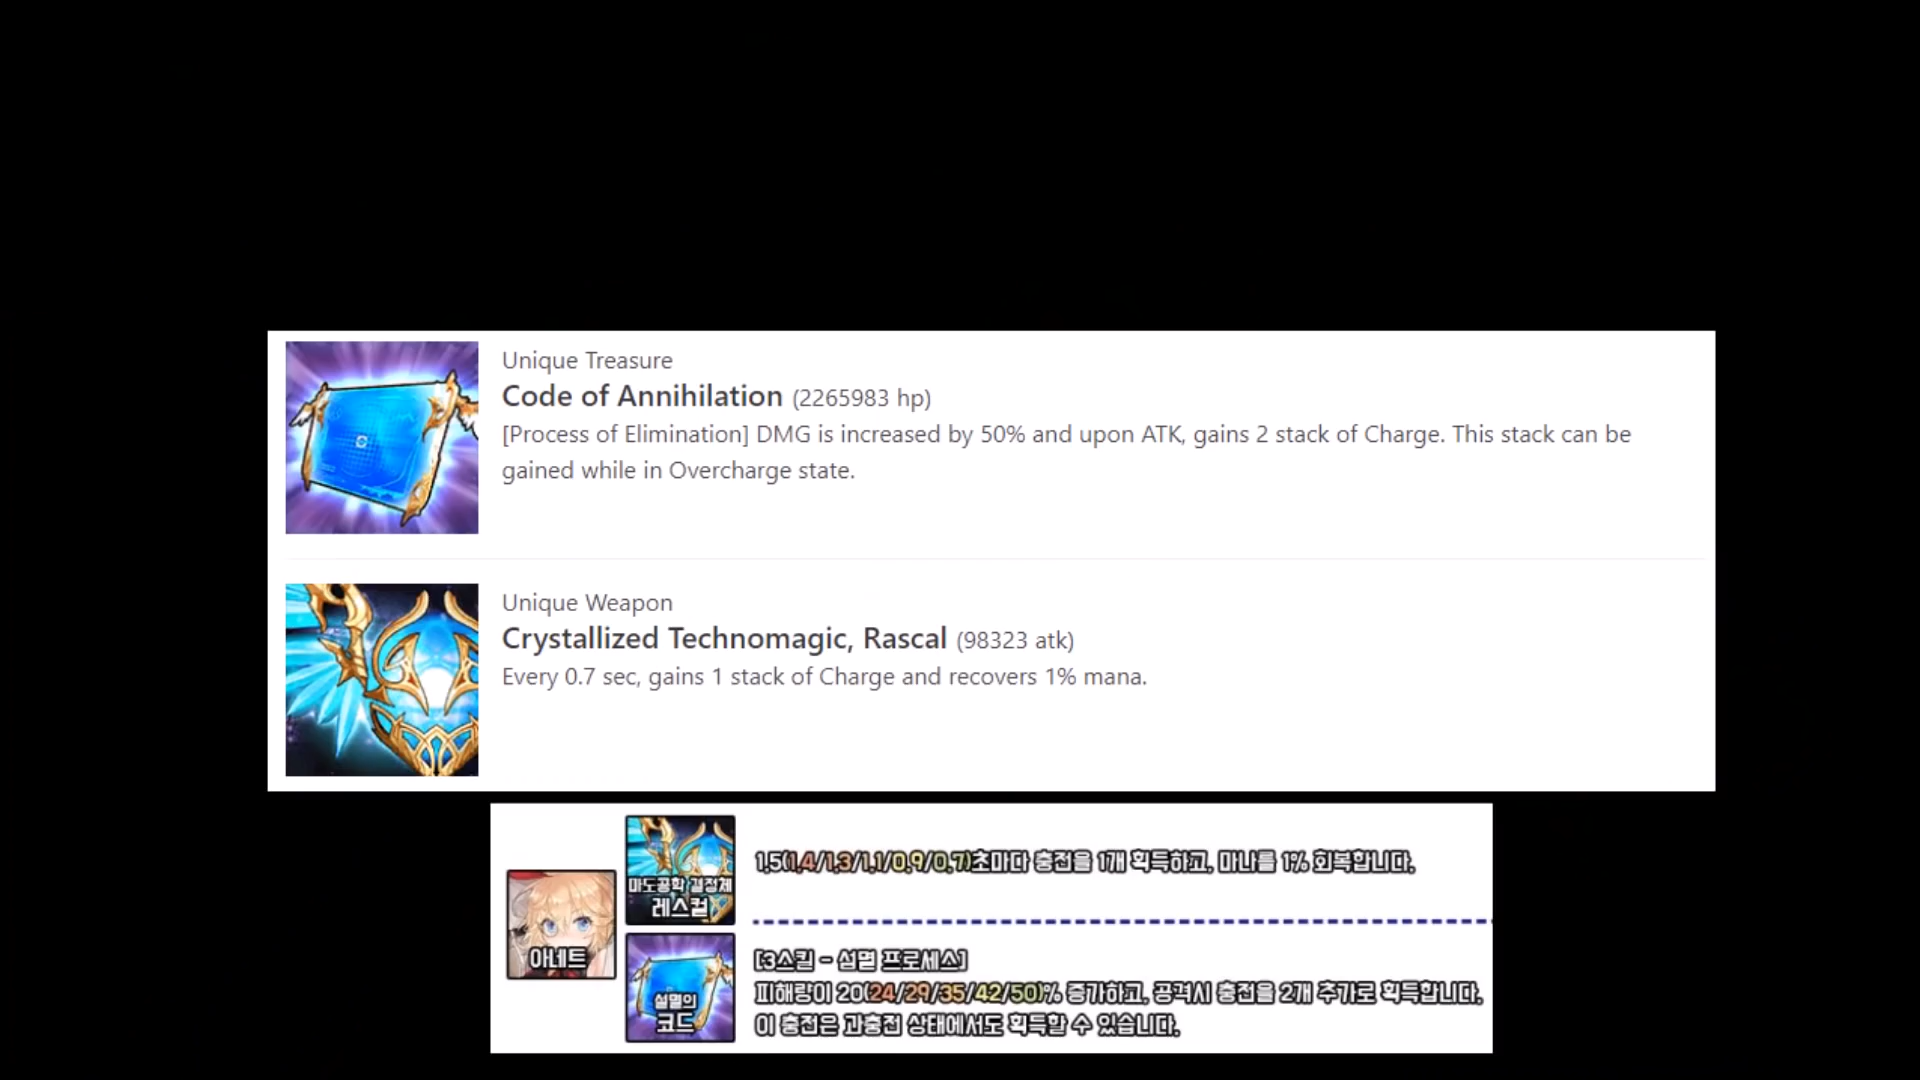 Unique Treasure
Code of Annihilation (2265983 hp)
[Process of Elimination] DMG is increased by 50% and upon ATK, gains 2 stack of Charge. This stack can be
gained while in Overcharge state.
Unique Weapon
Crystallized Technomagic, Rascal (98323 atk)
Every 0.7 sec, gains 1 stack of Charge and recovers 1% mana.
아네트
마도공학 결정체
레스컬
1.5(1.4/1.3/1.1/0.9/0.7)초마다 충전을 1개 획득하고, 마나를 1% 회복합니다.
섬멸의
코드
[3스킬 - 섬멸 프로세스]
피해량이 20(24/29/35/42/50)% 증가하고, 공격시 충전을 2개 추가로 획득합니다.
이 충전은 과충전 상태에서도 획득할 수 있습니다.